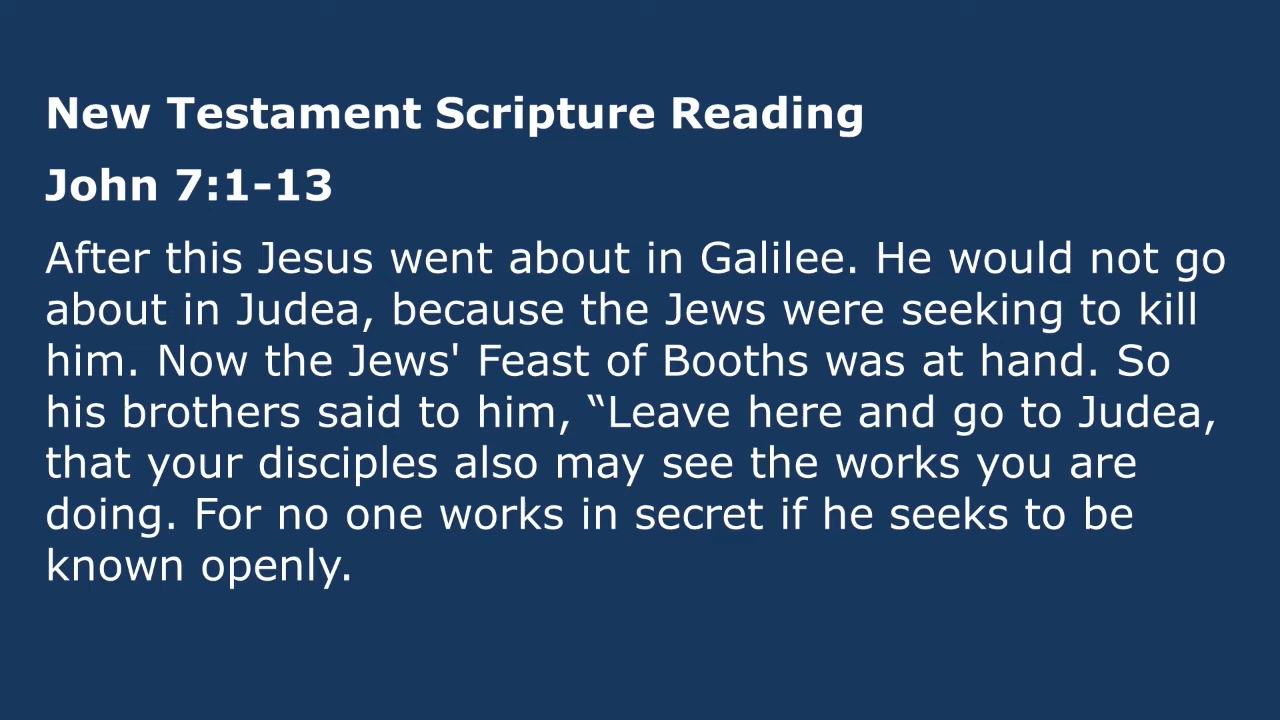 New Testament Scripture Reading
John 7:1-13
After this Jesus went about in Galilee. He would not go
about in Judea, because the Jews were seeking to kill
him. Now the Jews' Feast of Booths was at hand. So
his brothers said to him, “Leave here and go to Judea,
that your disciples also may see the works you are
doing. For no one works in secret if he seeks to be
known openly.